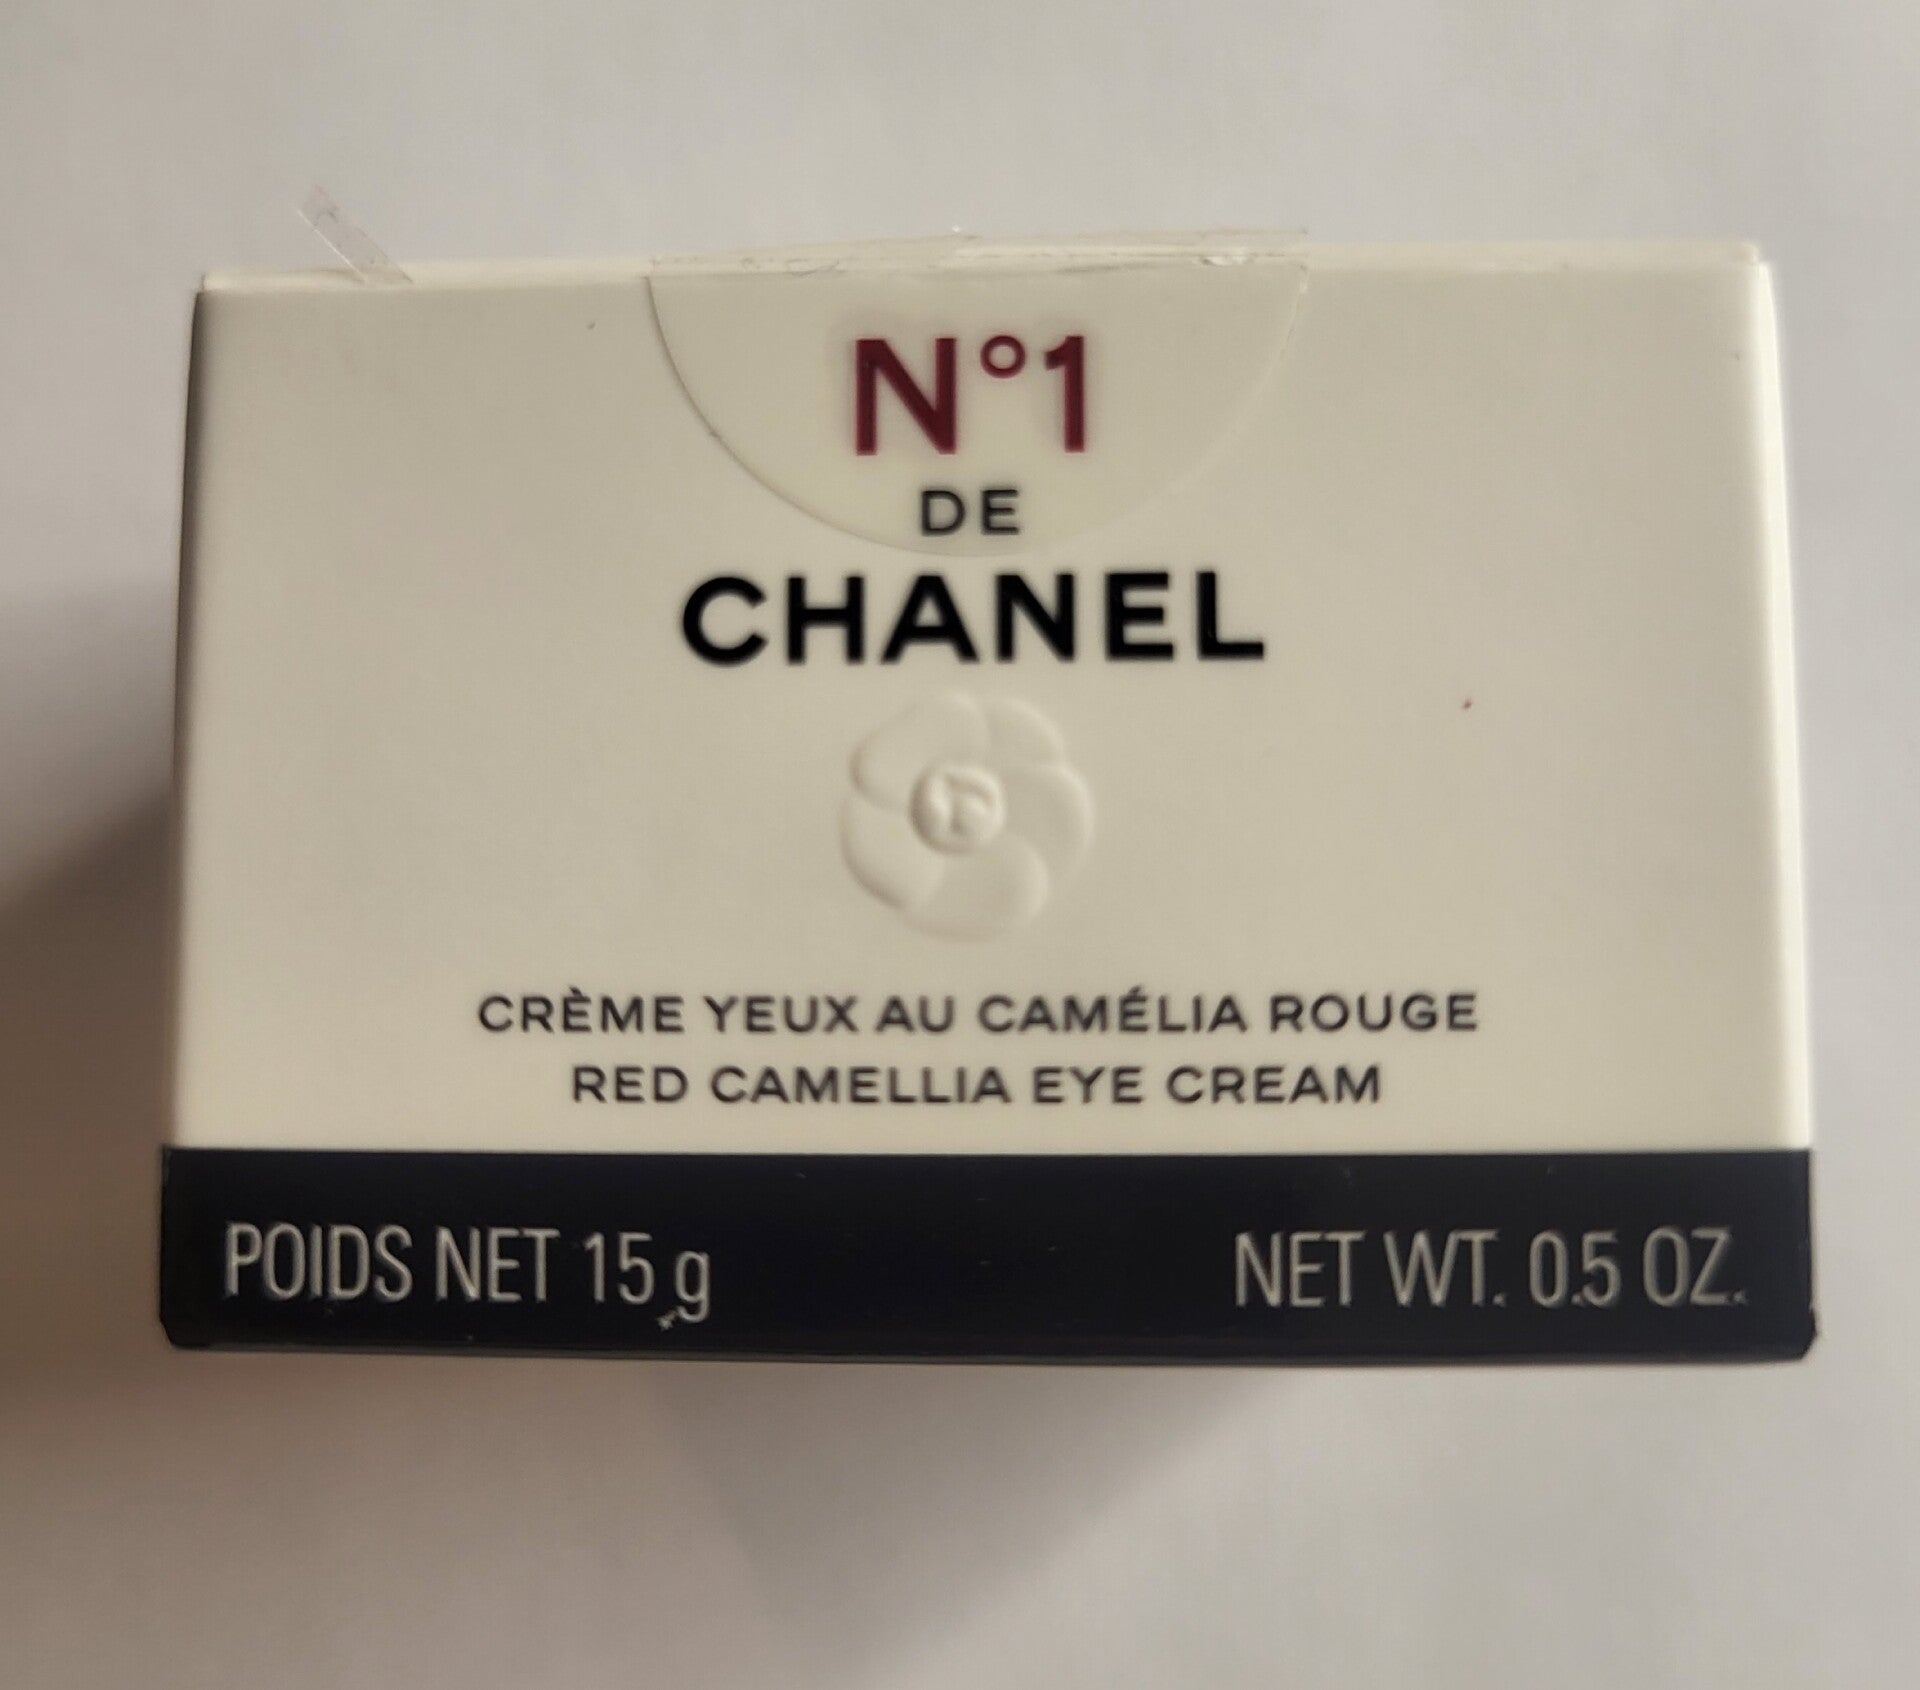 N°1
DE
CHANEL
CRÈME YEUX AU CAMÉLIA ROUGE
RED CAMELLIA EYE CREAM
POIDS NET 15 g NET WT. 0.5 OZ.